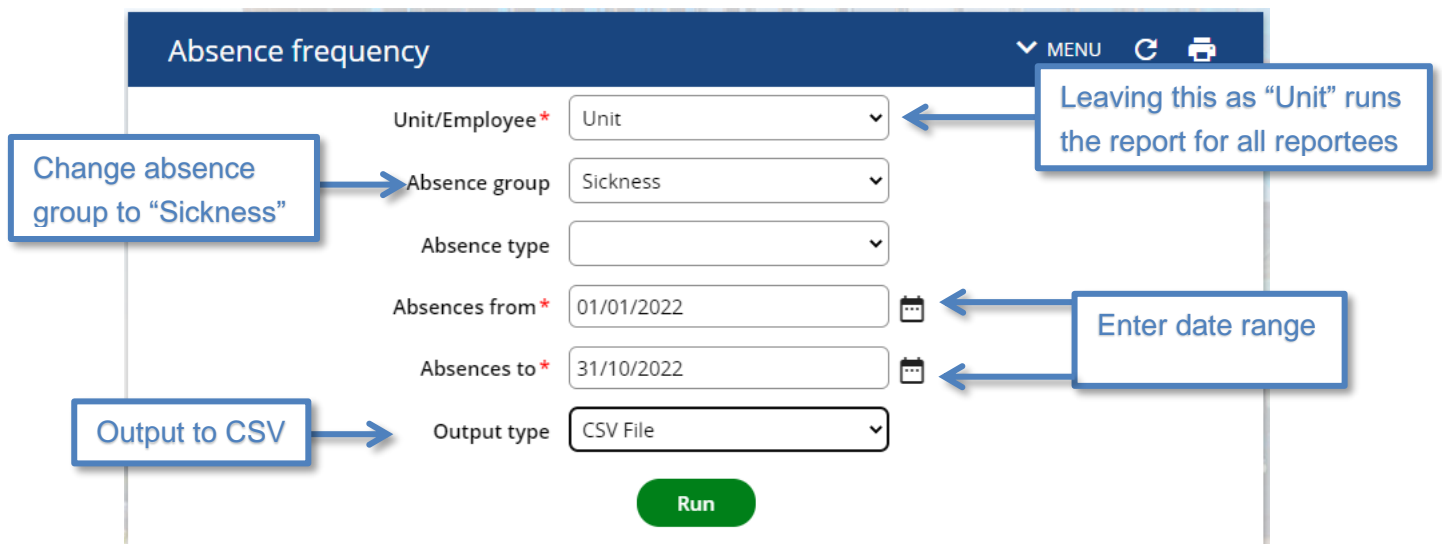 Absence frequency
MENU
Leaving this as “Unit” runs
the report for all reportees
Unit/Employee* Unit
Change absence
group to “Sickness”
Absence group Sickness
Absence type
Absences from* 01/01/2022
Enter date range
Absences to* 31/10/2022
Output to CSV
Output type CSV File
Run